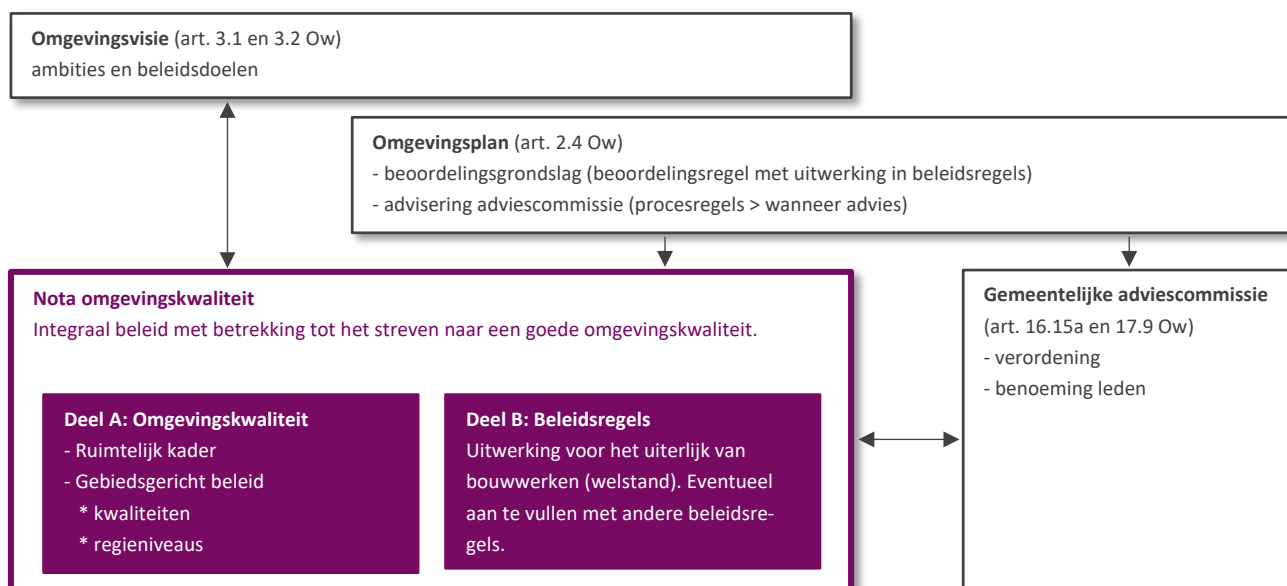 Omgevingsvisie (art. 3.1 en 3.2 Ow)
ambities en beleidsdoelen
Omgevingsplan (art. 2.4 Ow)
- beoordelingsgrondslag (beoordelingsregel met uitwerking in beleidsregels)
- advisering adviescommissie (procesregels > wanneer advies)
Nota omgevingskwaliteit
Integraal beleid met betrekking tot het streven naar een goede omgevingskwaliteit.
Deel A: Omgevingskwaliteit
- Ruimtelijk kader
- Gebiedsgericht beleid
* kwaliteiten
* regieniveaus
Deel B: Beleidsregels
Uitwerking voor het uiterlijk van
bouwwerken (welstand). Eventueel
aan te vullen met andere beleidsre-
gels.
Gemeentelijke adviescommissie
(art. 16.15a en 17.9 Ow)
- verordening
- benoeming leden